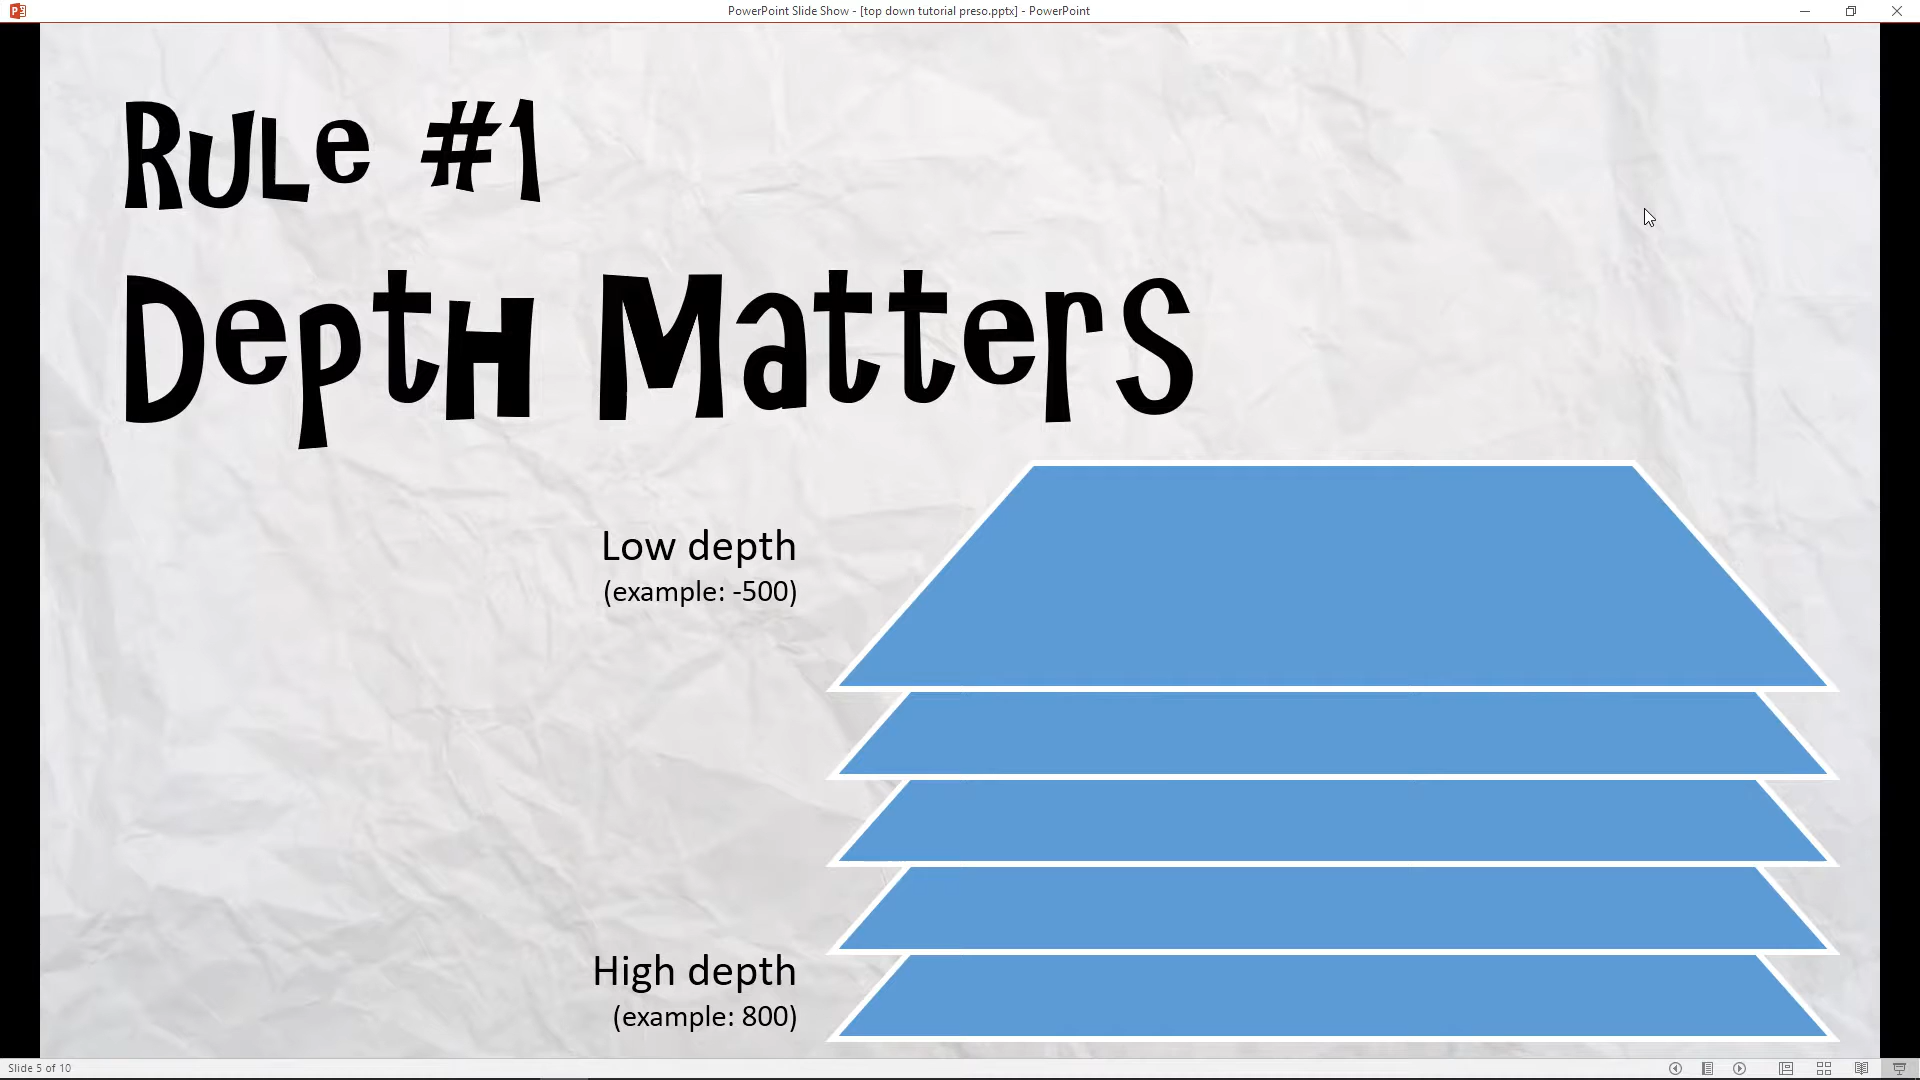 PowerPoint Slide Show - [top down tutorial preso.pptx] - PowerPoint
Rule #1
Depth Matters
Low depth
(example: -500)
High depth
(example: 800)
Slide 5 of 10